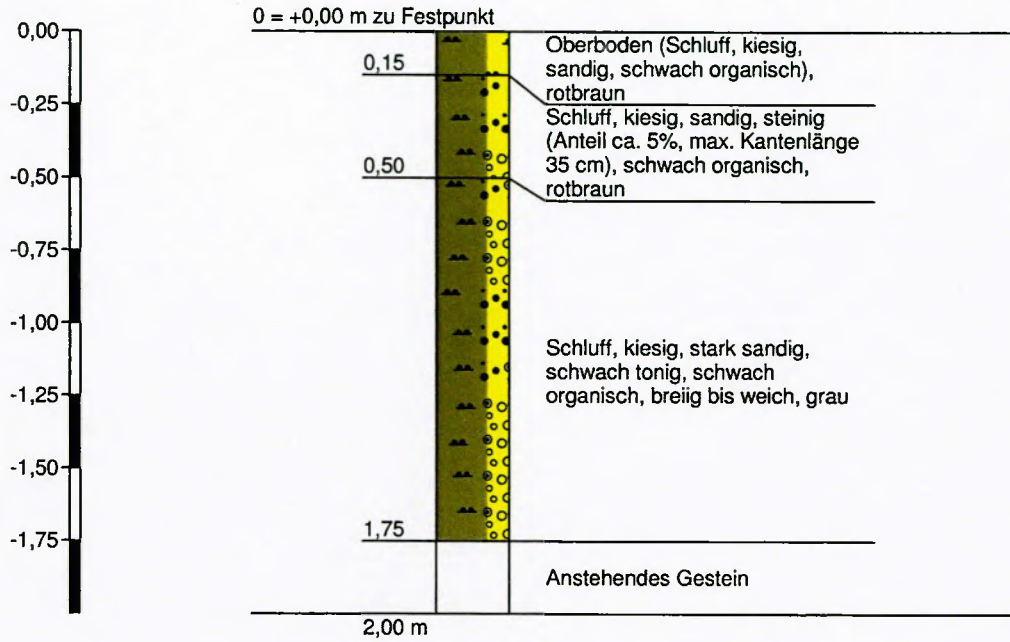 0 = +0,00 m zu Festpunkt
0,00
-0,25
-0,50
-0,75
-1,00
-1,25
-1,50
-1,75
0,15
0,50
1,75
2,00 m
Oberboden (Schluff, kiesig,
sandig, schwach organisch),
rotbraun
Schluff, kiesig, sandig, steinig
(Anteil ca. 5%, max. Kantenlänge
35 cm), schwach organisch,
rotbraun
Schluff, kiesig, stark sandig,
schwach tonig, schwach
organisch, breiig bis weich, grau
Anstehendes Gestein